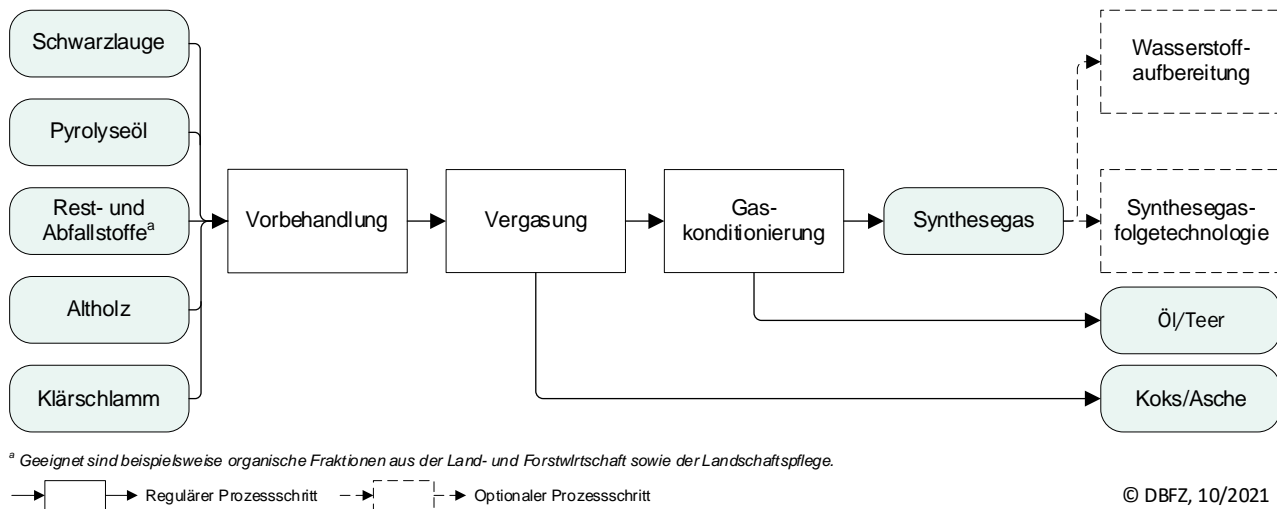 Schwarzlauge
Pyrolyseöl
Rest- und
Abfallstoffe^a
Altholz
Klärschlamm
Vorbehandlung
Vergasung
Gas-
konditionierung
Synthesegas
Wasserstoff-
aufbereitung
Synthesegas-
folgetechnologie
Öl/Teer
Koks/Asche
^a Geeignet sind beispielsweise organische Fraktionen aus der Land- und Forstwirtschaft sowie der Landschaftspflege.
Regulärer Prozessschritt
Optionaler Prozessschritt
© DBFZ, 10/2021